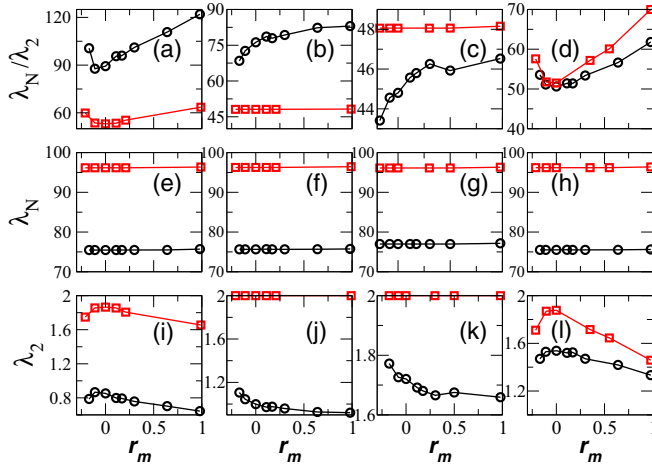 λN/λ2
120
90
60
(a)
90
75
60
45
(b)
48
46
44
(c)
70
60
50
40
(d)
λN
100
90
80
70
(e)
100
90
80
70
(f)
100
90
80
70
(g)
100
90
80
70
(h)
λ2
2
1.6
1.2
0.8
(i)
2
1.6
1.2
(j)
2
1.8
1.6
(k)
2
1.6
1.2
(l)
0 0.5 1 0 0.5 1 0 0.5 1 0 0.5 1
rm rm rm rm